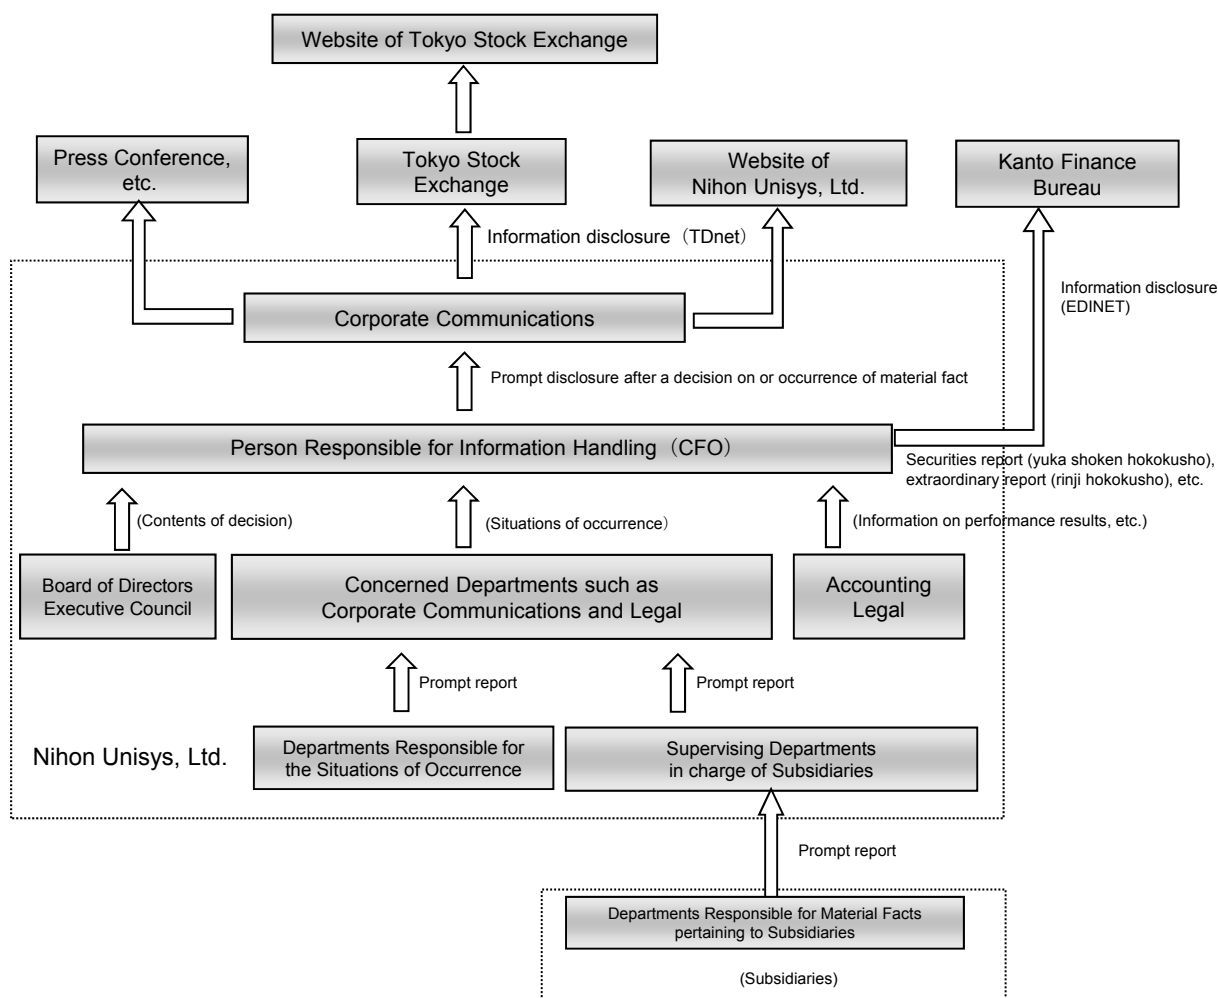 Website of Tokyo Stock Exchange
Press Conference,
etc.
Tokyo Stock
Exchange
Website of
Nihon Unisys, Ltd.
Kanto Finance
Bureau
Information disclosure（TDnet）
Information disclosure
(EDINET)
Corporate Communications
Prompt disclosure after a decision on or occurrence of material fact
Person Responsible for Information Handling（CFO）
Securities report (yuka shoken hokokusho),
extraordinary report (rinji hokokusho), etc.
(Contents of decision)
(Situations of occurrence）
(Information on performance results, etc.)
Board of Directors
Executive Council
Concerned Departments such as
Corporate Communications and Legal
Accounting
Legal
Prompt report
Prompt report
Nihon Unisys, Ltd.
Departments Responsible for
the Situations of Occurrence
Supervising Departments
in charge of Subsidiaries
Prompt report
Departments Responsible for Material Facts
pertaining to Subsidiaries
(Subsidiaries)